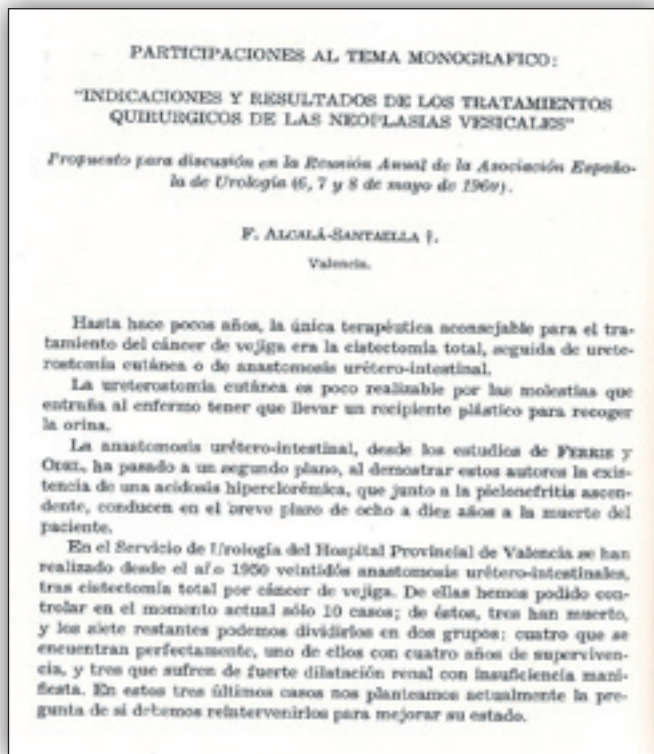 PARTICIPACIONES AL TEMA MONOGRAFICO:
"INDICACIONES Y RESULTADOS DE LOS TRATAMIENTOS
QUIRURGICOS DE LAS NEOPLASIAS VESICALES"
Propuesto para discusión en la Reunión Anual de la Asociación Españo-
la de Urología (6, 7 y 8 de mayo de
F. ALCALÁ-SANTAELLA †.
Valencia.
Hasta hace pocos años, la única terapéutica aconsejable para el tra-
tamiento del cáncer de vejiga era la cistectomía total, seguida de urete-
rostomía cutánea o de anastomosis urétero-intestinal.
La ureterostomía cutánea es poco realizable por las molestias que
entraña al enfermo tener que llevar un recipiente plástico para recoger
la orina.
La anastomosis urétero-intestinal, desde los estudios de FERRIS y
ODEL, ha pasado a un segundo plano, al demostrar estos autores la exis-
tencia de una acidosis hiperclorémica, que junto a la pielonefritis ascen-
dente, conducen en el breve plazo de ocho a diez años a la muerte del
paciente.
En el Servicio de Urología del Hospital Provincial de Valencia se han
realizado desde el año 1950 veintidós anastomosis urétero-intestinales,
tras cistectomía total por cáncer de vejiga. De ellas hemos podido con-
trolar en el momento actual sólo 10 casos; de éstos, tres han muerto,
y los siete restantes podemos dividirlos en dos grupos; cuatro que se
encuentran perfectamente, uno de ellos con cuatro años de superviven-
cia, y tres que sufren de fuerte dilatación renal con insuficiencia mani-
fiesta. En estos tres últimos casos nos planteamos actualmente la pre-
gunta de si debemos reintervenirlos para mejorar su estado.